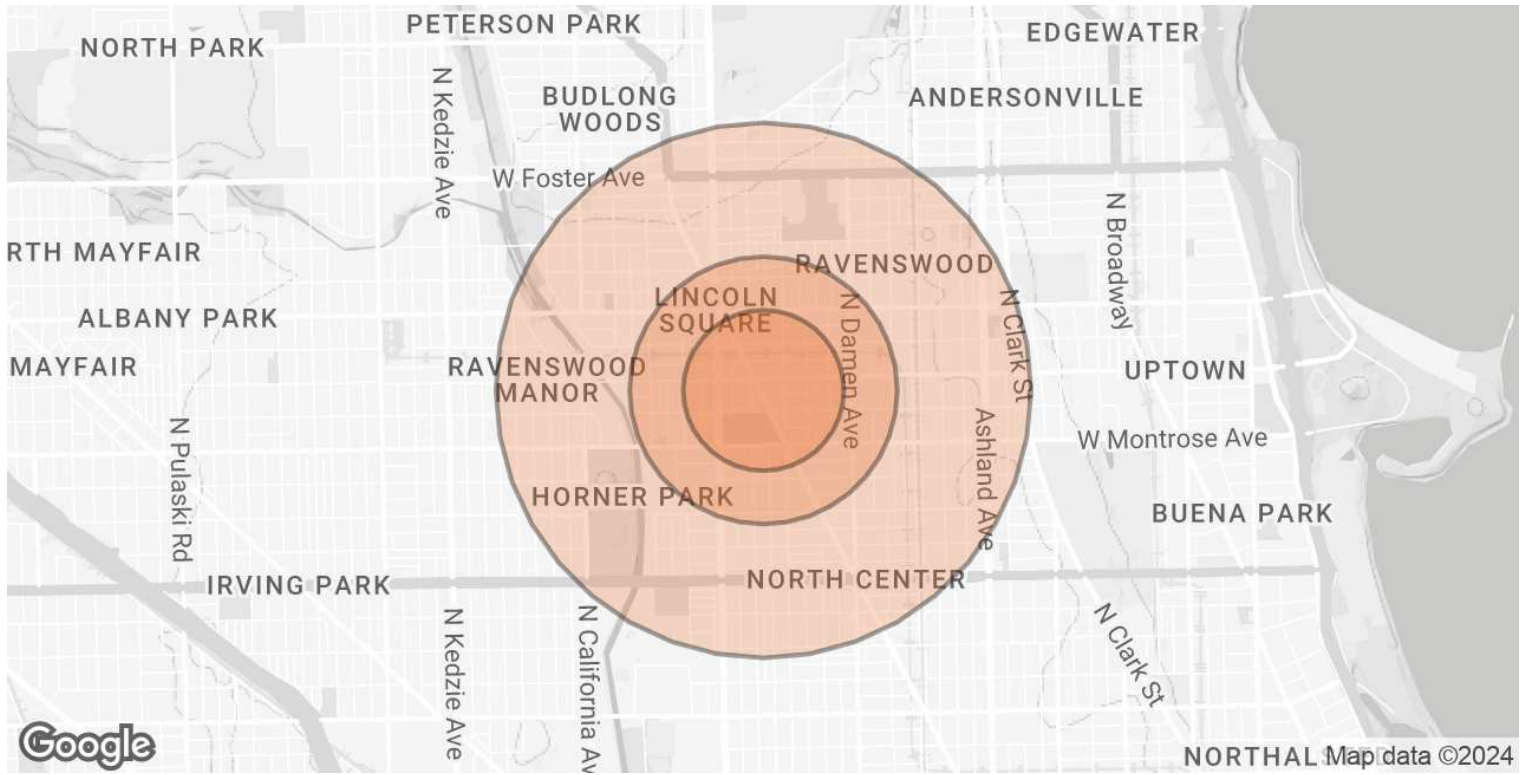 PETERSON PARK
EDGEWATER
NORTH PARK
N Kedzie Ave
BUDLONG
WOODS
ANDERSONVILLE
W Foster Ave
N Broadway
RTH MAYFAIR
RAVENSWOOD
LINCOLN
SQUARE
N Damen Ave
N Clark St
ALBANY PARK
MAYFAIR
RAVENSWOOD
MANOR
UPTOWN
N Pulaski Rd
Ashland Ave
W Montrose Ave
HORNER PARK
BUENA PARK
IRVING PARK
NORTH CENTER
N Kedzie Ave
N California Av
N Clark St
Google
NORTHAL
Map data ©2024